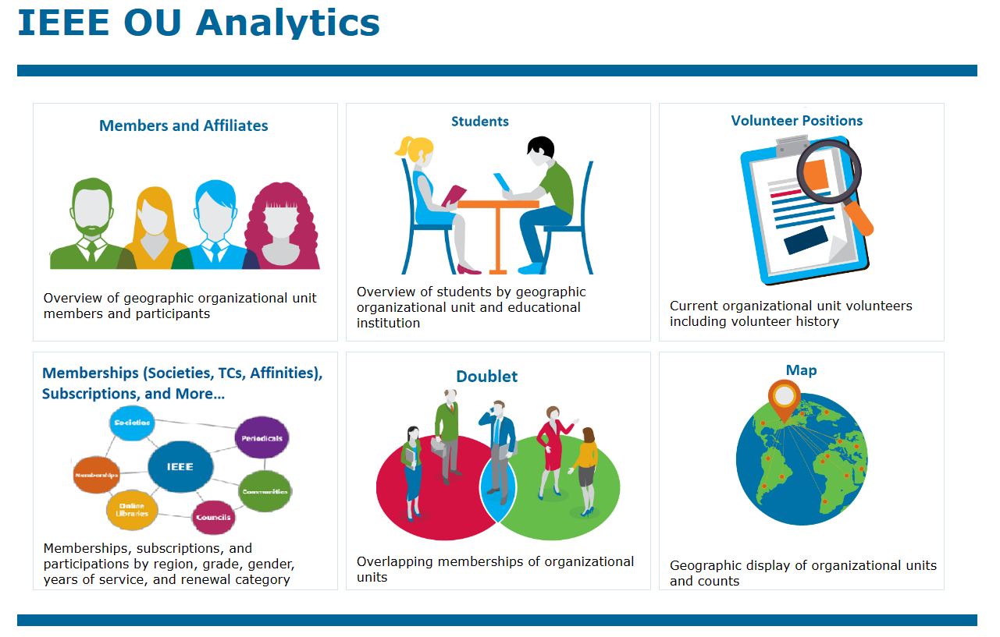 IEEE OU Analytics
Members and Affiliates
Overview of geographic organizational unit
members and participants
Students
Overview of students by geographic
organizational unit and educational
institution
Volunteer Positions
Current organizational unit volunteers
including volunteer history
Memberships (Societies, TCs, Affinities),
Subscriptions, and More...
Societies
Periodicals
IEEE
Memberships
Communities
Online
Libraries
Councils
Memberships, subscriptions, and
participations by region, grade, gender,
years of service, and renewal category
Doublet
Overlapping memberships of organizational
units
Map
Geographic display of organizational units
and counts